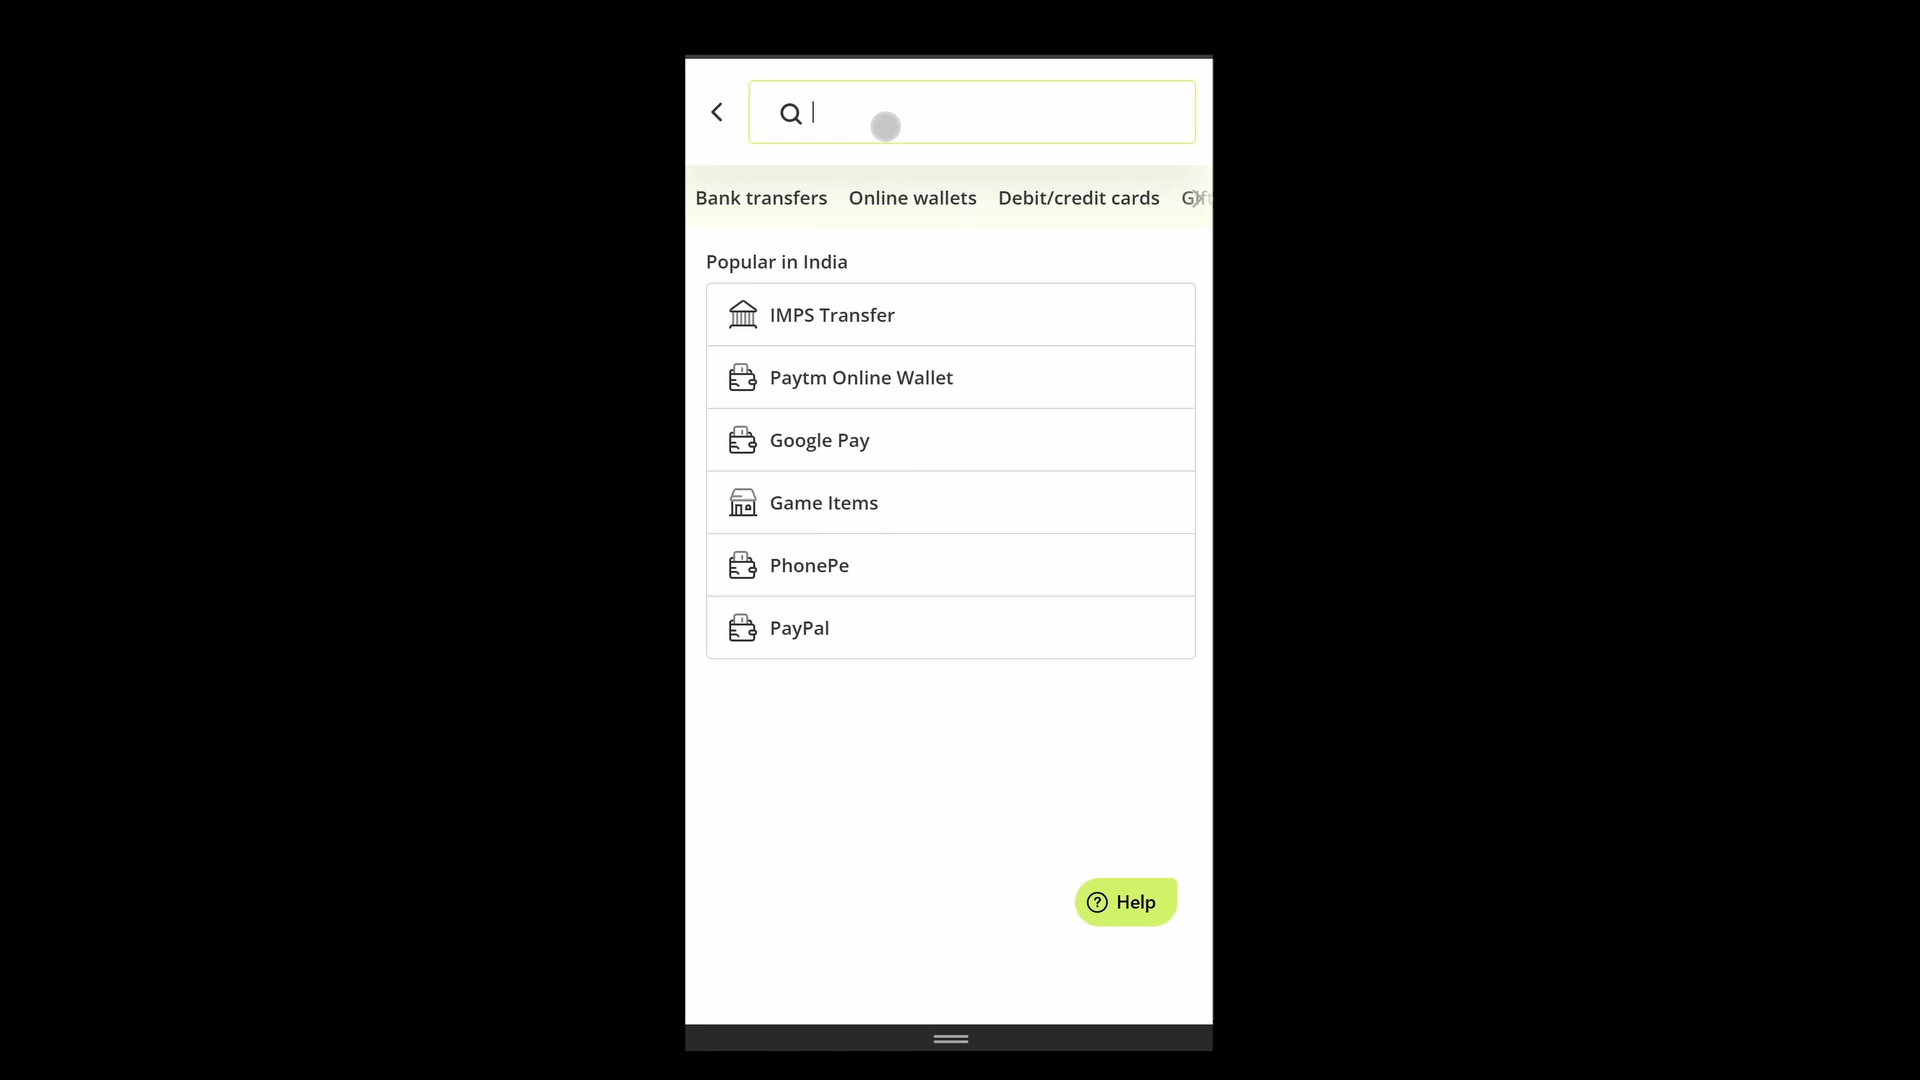 Bank transfers Online wallets Debit/credit cards
Popular in India
IMPS Transfer
Paytm Online Wallet
Google Pay
Game Items
PhonePe
PayPal
Help